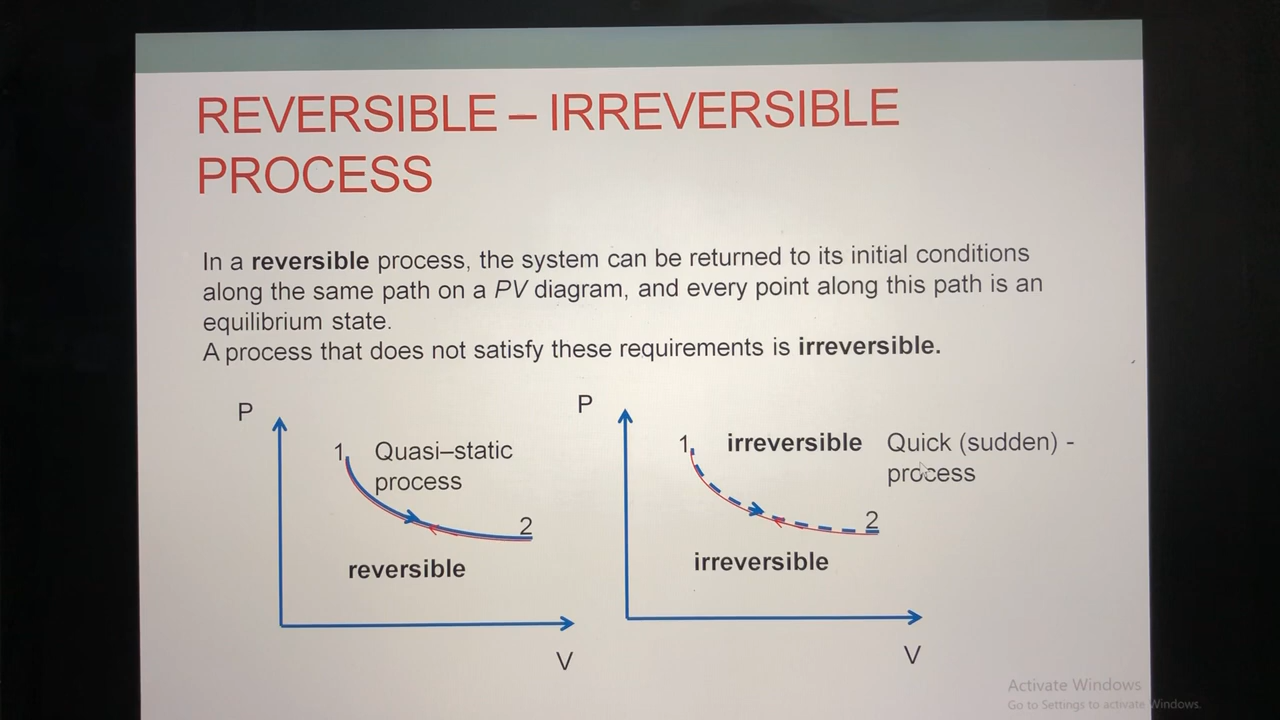 REVERSIBLE – IRREVERSIBLE
PROCESS
In a reversible process, the system can be returned to its initial conditions
along the same path on a PV diagram, and every point along this path is an
equilibrium state.
A process that does not satisfy these requirements is irreversible.
P
1
Quasi–static
process
2
reversible
V
P
1
irreversible
Quick (sudden) -
process
2
irreversible
V
Activate Windows
Go to Settings to activate Windows.